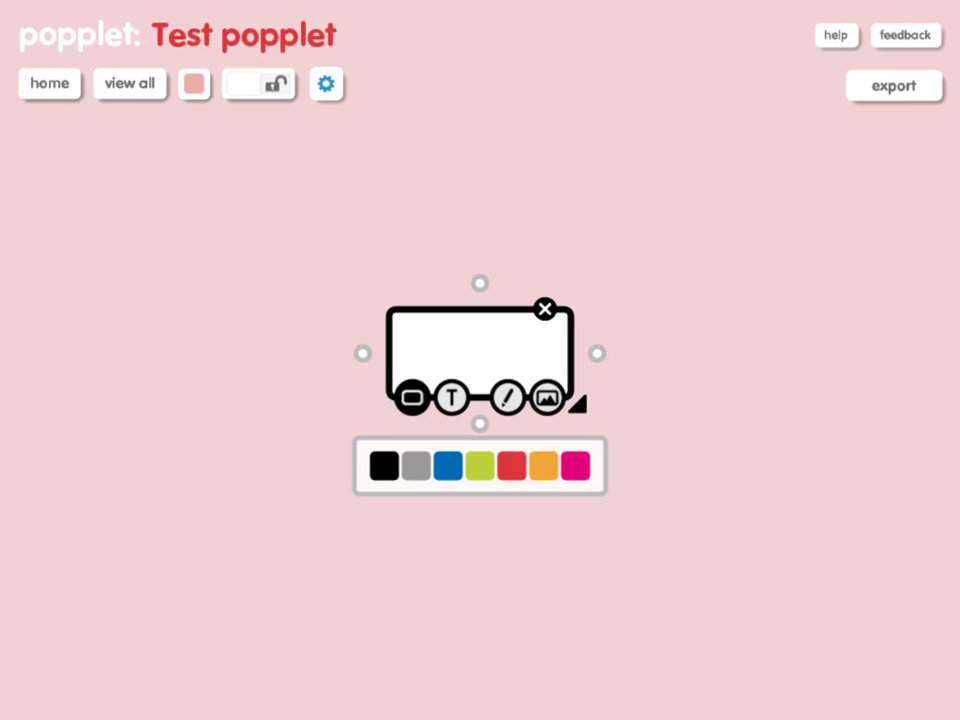 popplet: Test popplet
help
feedback
home
view all
export
T